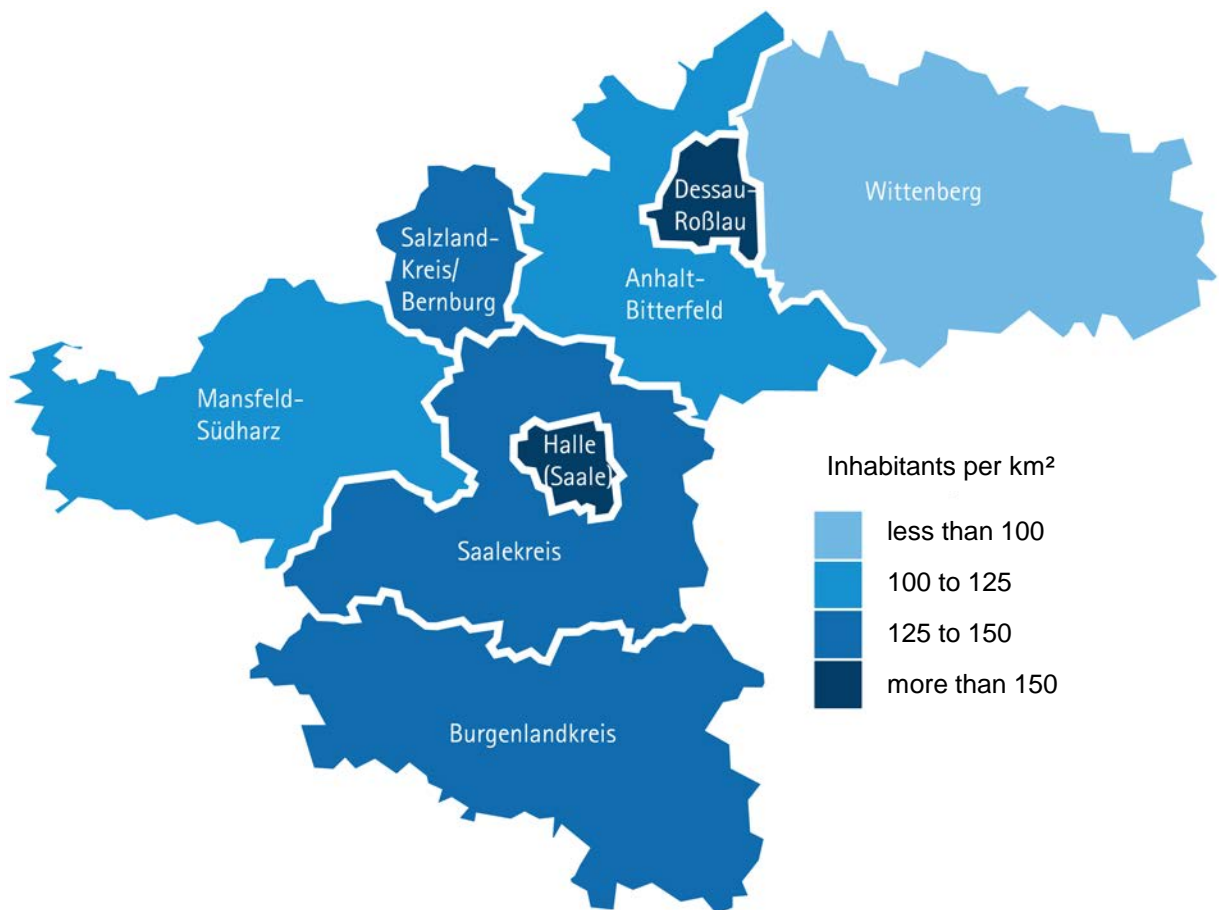 Dessau-
Roßlau
Wittenberg
Salzland-
Kreis/
Bernburg
Anhalt-
Bitterfeld
Mansfeld-
Südharz
Halle
(Saale)
Saalekreis
Burgenlandkreis
Inhabitants per km²
less than 100
100 to 125
125 to 150
more than 150